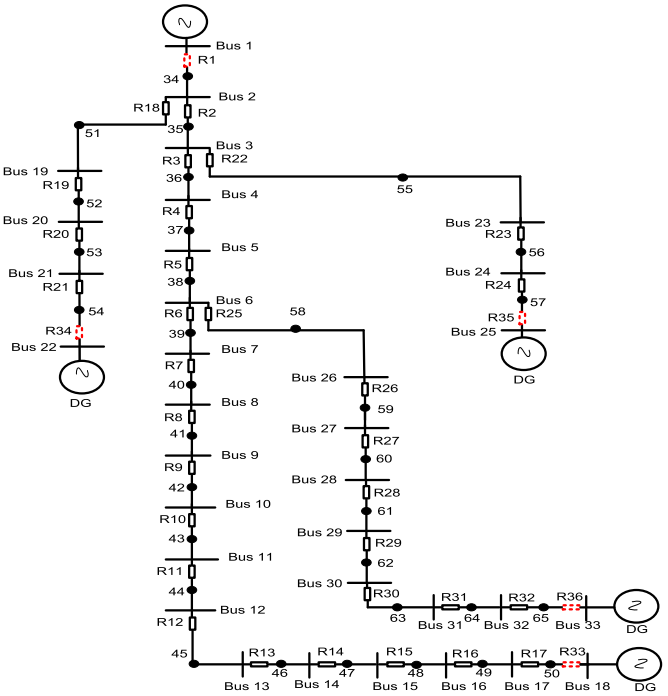 Bus 1
R1
34
Bus 2
R18
R2
51
35
Bus 3
R3
R22
Bus 19
36
55
R19
Bus 4
52
R4
Bus 20
Bus 23
R20
37
R23
53
Bus 5
56
Bus 21
R5
Bus 24
R21
38
R24
54
Bus 6
58
57
R34
R6
R25
R35
Bus 22
39
Bus 25
Bus 7
R7
DG
Bus 26
DG
40
R26
Bus 8
59
R8
Bus 27
41
R27
Bus 9
60
R9
Bus 28
42
R28
Bus 10
61
R10
Bus 29
43
R29
Bus 11
62
R11
Bus 30
44
R30
R31
R32
R36
Bus 12
63
64
65
R12
Bus 31
Bus 32
Bus 33
DG
45
R13
R14
R15
R16
R17
R33
46
47
48
49
50
Bus 13
Bus 14
Bus 15
Bus 16
Bus 17
Bus 18
DG